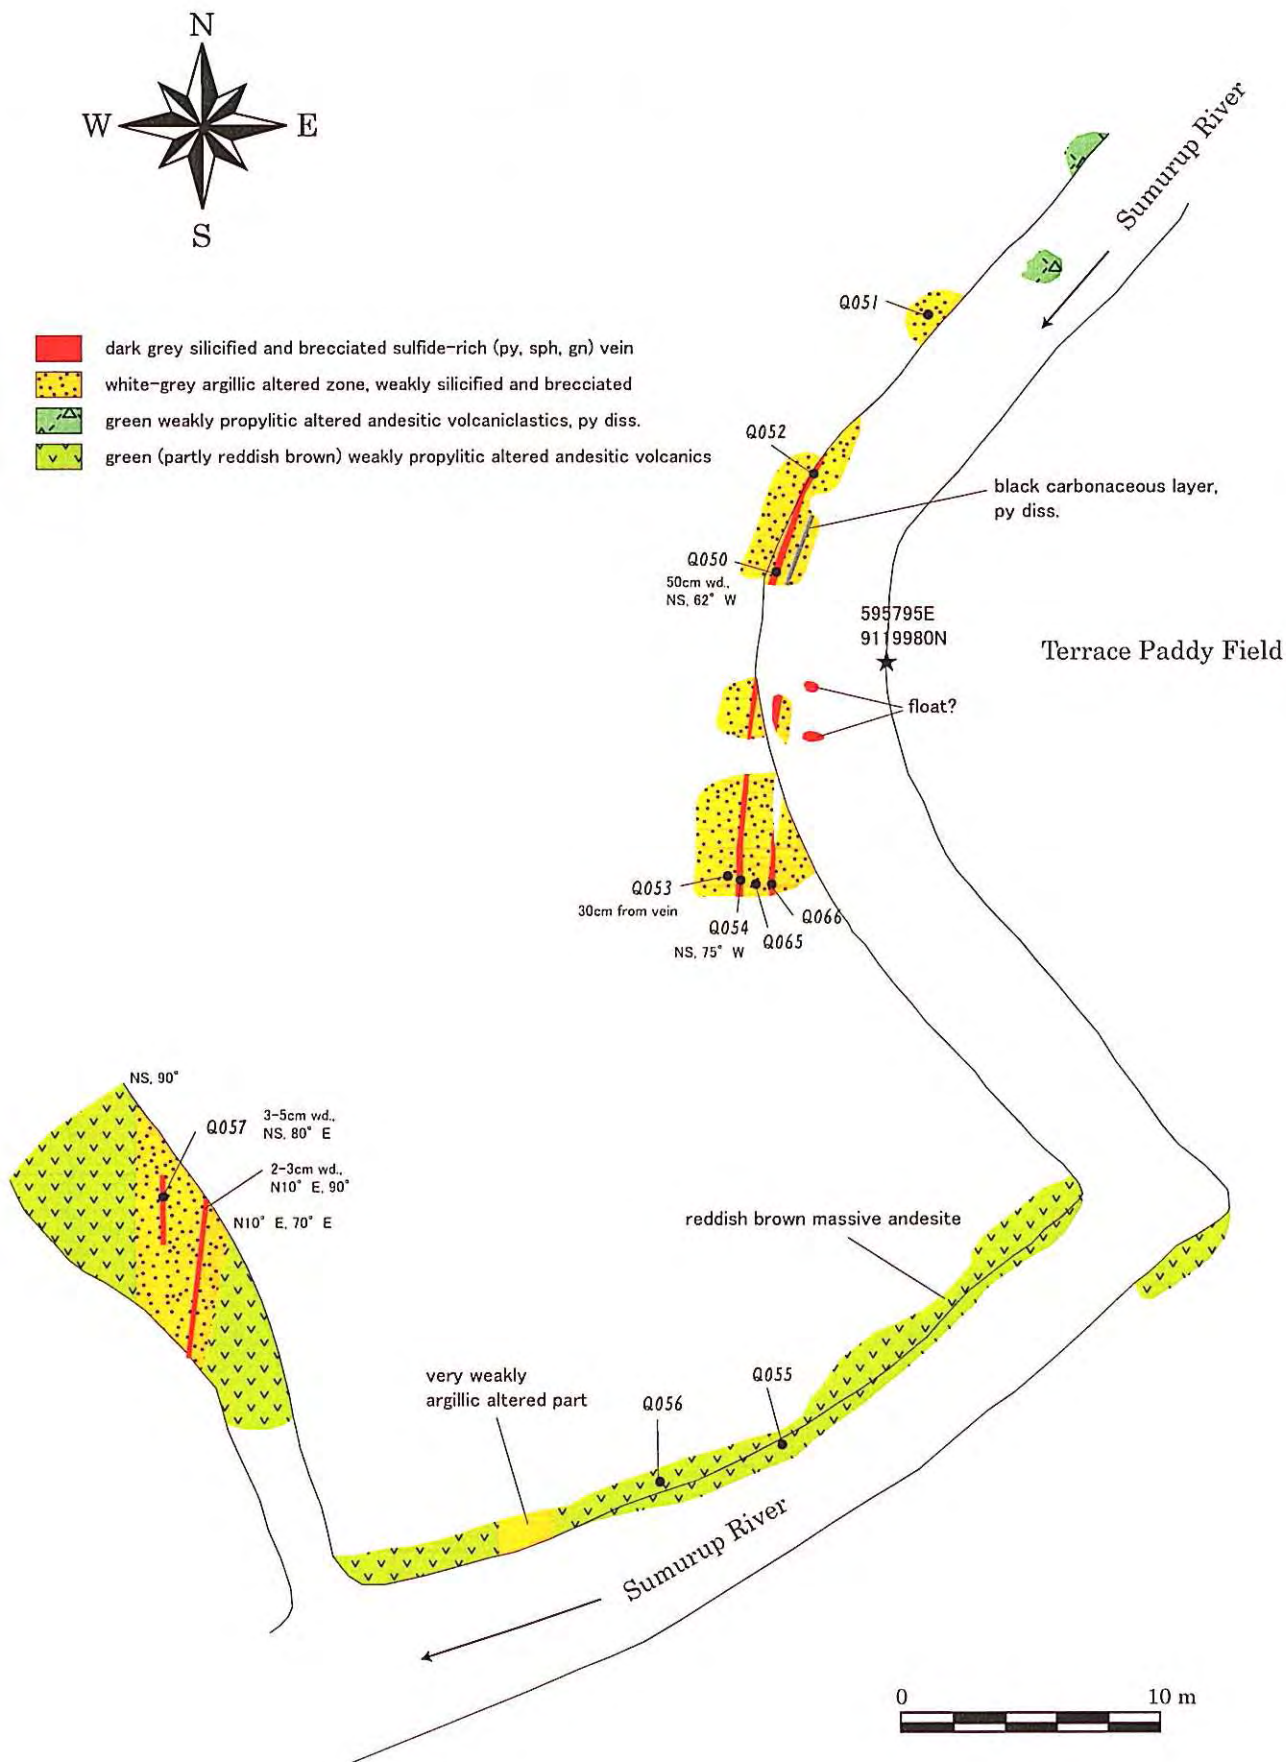 N
W
E
S
Sumurup River
Q051
dark grey silicified and brecciated sulfide-rich (py, sph, gn) vein
white-grey argillic altered zone, weakly silicified and brecciated
green weakly propylitic altered andesitic volcaniclastics, py diss.
green (partly reddish brown) weakly propylitic altered andesitic volcanics
Q052
black carbonaceous layer,
py diss.
Q050
50cm wd.,
NS, 62° W
595795E
9119980N
Terrace Paddy Field
float?
Q053
30cm from vein
Q054
NS, 75° W
Q065
Q066
NS, 90°
Q057
3-5cm wd.,
NS, 80° E
2-3cm wd.,
N10° E, 90°
N10° E, 70° E
reddish brown massive andesite
very weakly
argillic altered part
Q056
Q055
Sumurup River
0
10 m